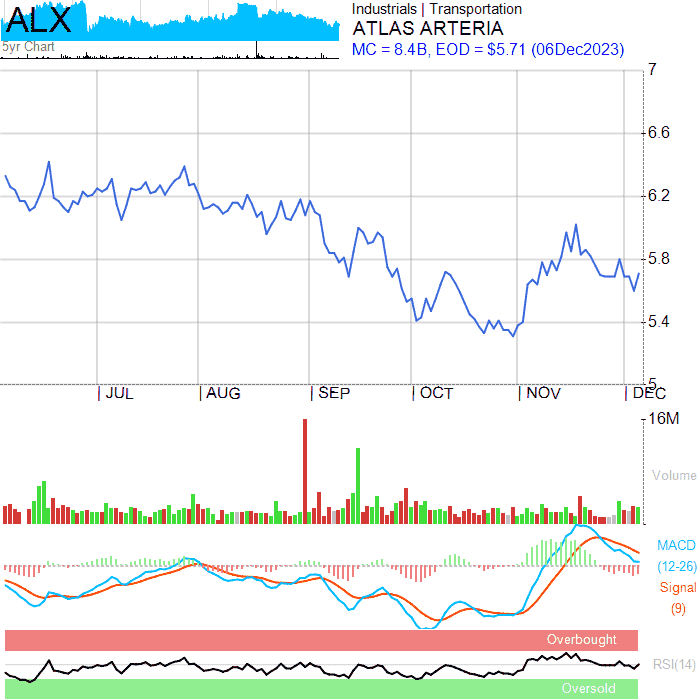 ALX
5yr Chart
Industrials | Transportation
ATLAS ARTERIA
MC = 8.4B, EOD = $5.71 (06Dec2023)
7
6.6
6.2
5.8
5.4
5
JUL AUG SEP OCT NOV DEC
16M
Volume
MACD
(12-26)
Signal
(9)
Overbought
RSI(14)
Oversold